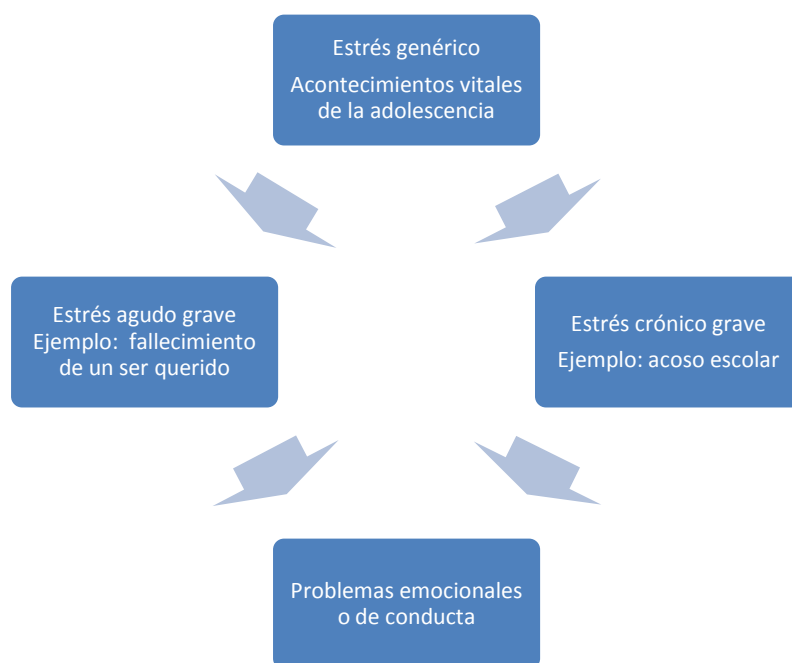 Estrés genérico
Acontecimientos vitales
de la adolescencia
Estrés agudo grave
Ejemplo: fallecimiento
de un ser querido
Estrés crónico grave
Ejemplo: acoso escolar
Problemas emocionales
o de conducta